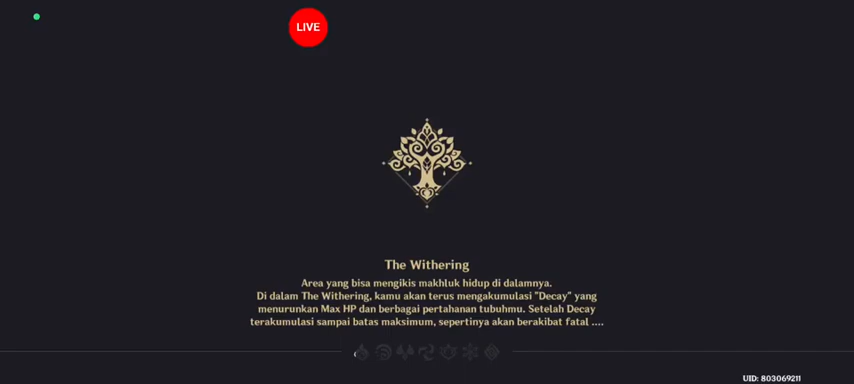 LIVE
The Withering
Area yang bisa mengikis makhluk hidup di dalamnya.
Di dalam The Withering, kamu akan terus mengakumulasi "Decay" yang
menurunkan Max HP dan berbagai pertahanan tubuhmu. Setelah Decay
terakumulasi sampai batas maksimum, sepertinya akan berakibat fatal ....
UID: 803069211